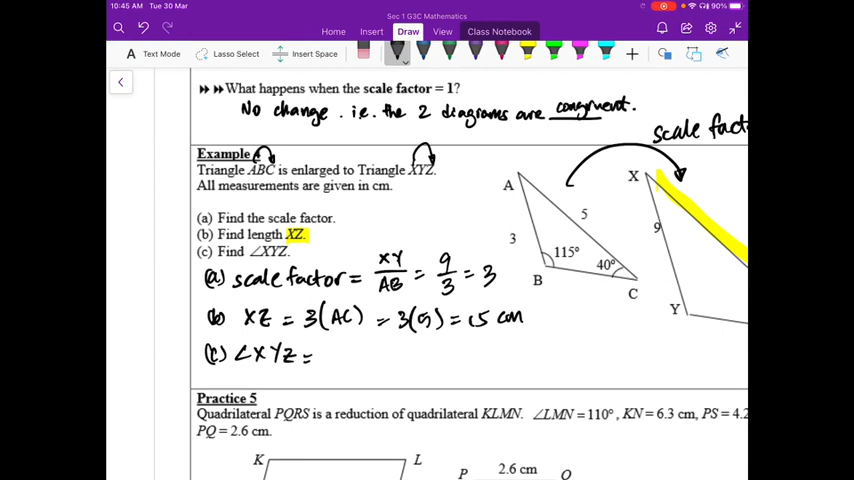 10:45 AM Tue 30 Mar
90%
Sec 1 G3C Mathematics
Home Insert Draw View Class Notebook
Text Mode Lasso Select Insert Space
What happens when the scale factor = 1?
No change. i.e. the 2 diagrams are congruent.
scale fact
Example
Triangle ABC is enlarged to Triangle XYZ.
All measurements are given in cm.
(a) Find the scale factor.
(b) Find length XZ.
(c) Find ∠XYZ.
A
5
3
115°
40°
B
C
X
9
Y
(a) scale factor = XY/AB = 9/3 = 3
(b) XZ = 3(AC) = 3(5) = 15 cm
(c) ∠XYZ =
Practice 5
Quadrilateral PQRS is a reduction of quadrilateral KLMN. ∠LMN = 110°, KN = 6.3 cm, PS = 4.2
PQ = 2.6 cm.
K L
P 2.6 cm Q